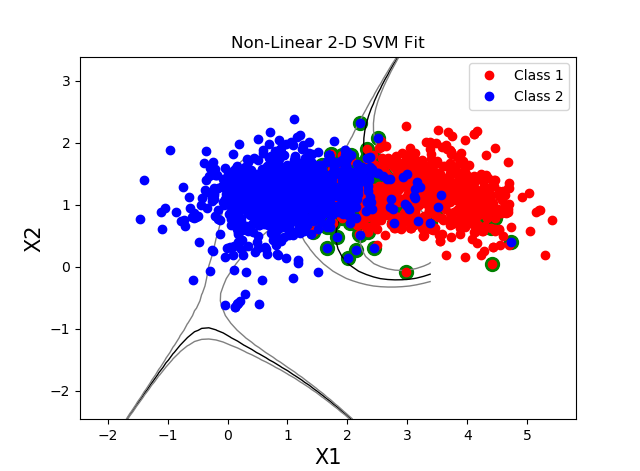 Non-Linear 2-D SVM Fit
Class 1
Class 2
X2
3
2
1
0
−1
−2
−2 −1 0 1 2 3 4 5
X1